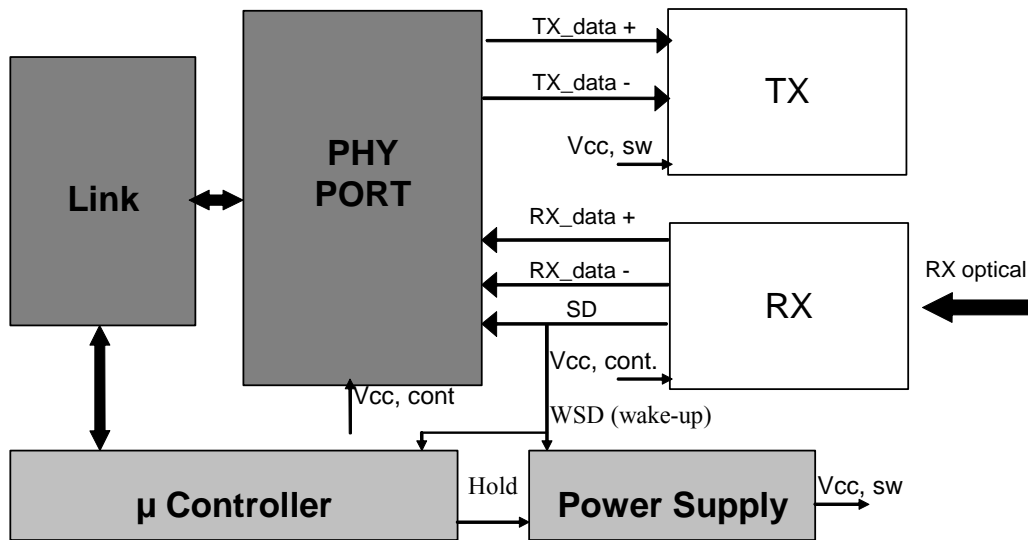 TX_data +
TX_data -
TX
Vcc, sw
PHY
PORT
Link
RX_data +
RX_data -
SD
RX
RX optical
Vcc, cont.
Vcc, cont
WSD (wake-up)
µ Controller
Hold
Power Supply
Vcc, sw